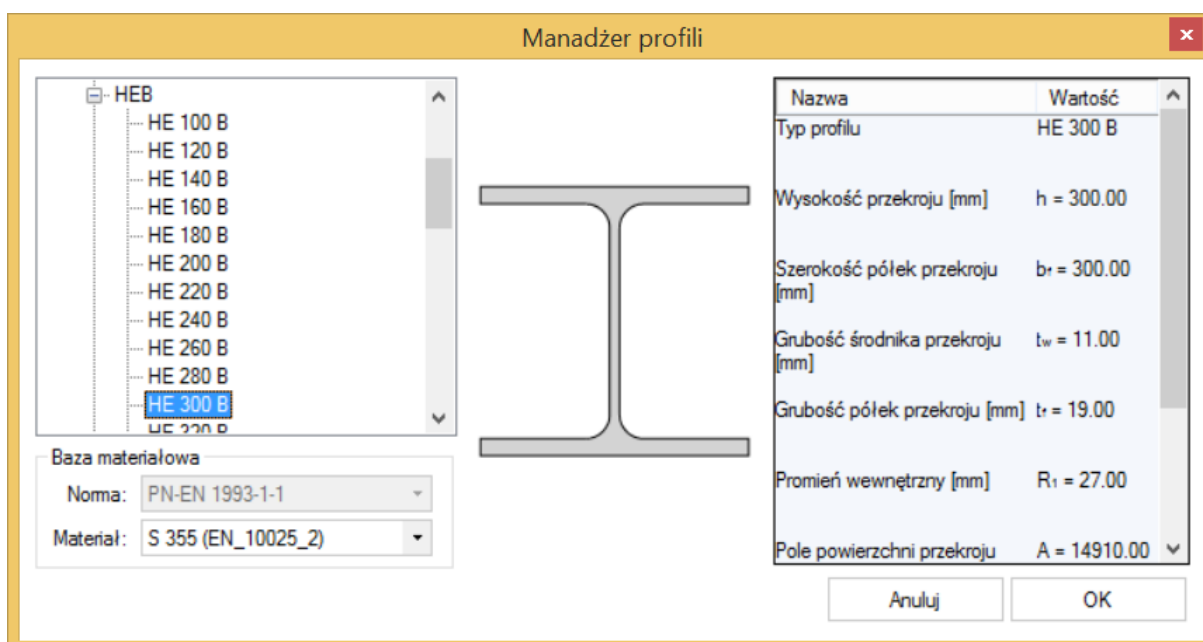 Manadżer profili
HEB
HE 100 B
HE 120 B
HE 140 B
HE 160 B
HE 180 B
HE 200 B
HE 220 B
HE 240 B
HE 260 B
HE 280 B
HE 300 B
Baza materiałowa
Norma: PN-EN 1993-1-1
Materiał: S 355 (EN_10025_2)
Nazwa Wartość
Typ profilu HE 300 B
Wysokość przekroju [mm] h = 300.00
Szerokość półek przekroju bf = 300.00
[mm]
Grubość środnika przekroju tw = 11.00
[mm]
Grubość półek przekroju [mm] tf = 19.00
Promień wewnętrzny [mm] R1 = 27.00
Pole powierzchni przekroju A = 14910.00
Anuluj OK